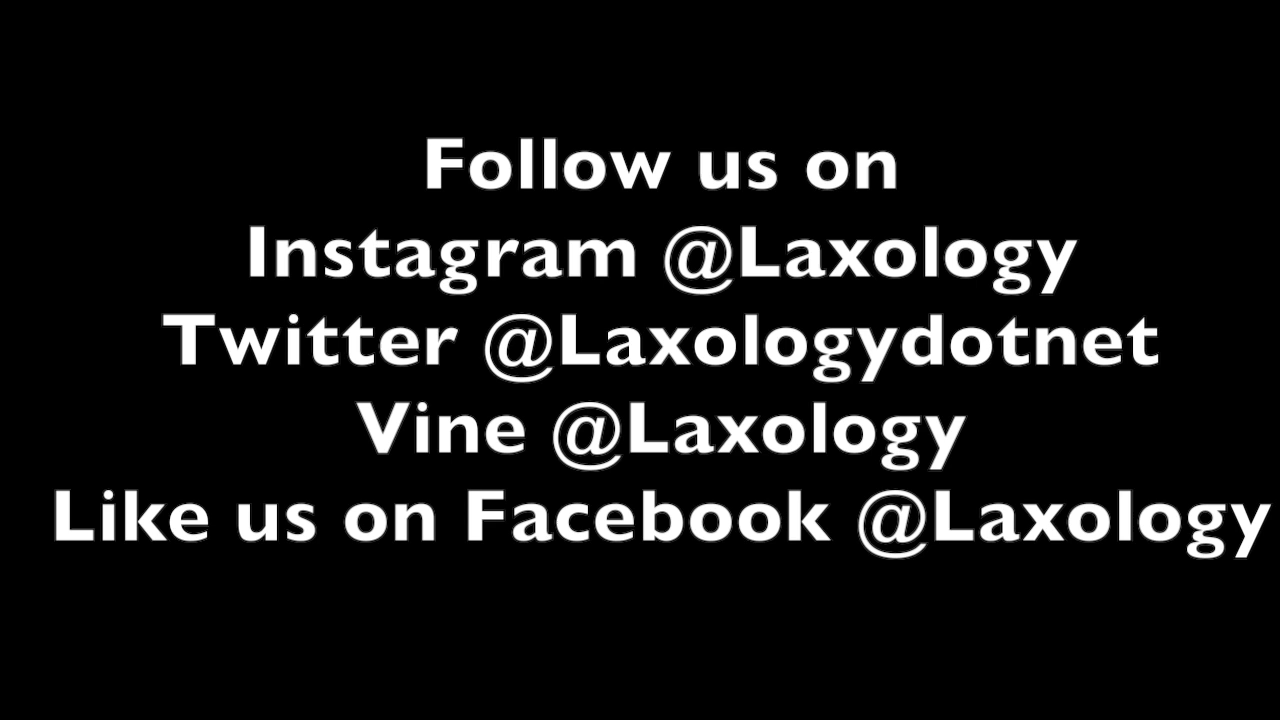 Follow us on
Instagram @Laxology
Twitter @Laxologydotnet
Vine @Laxology
Like us on Facebook @Laxology